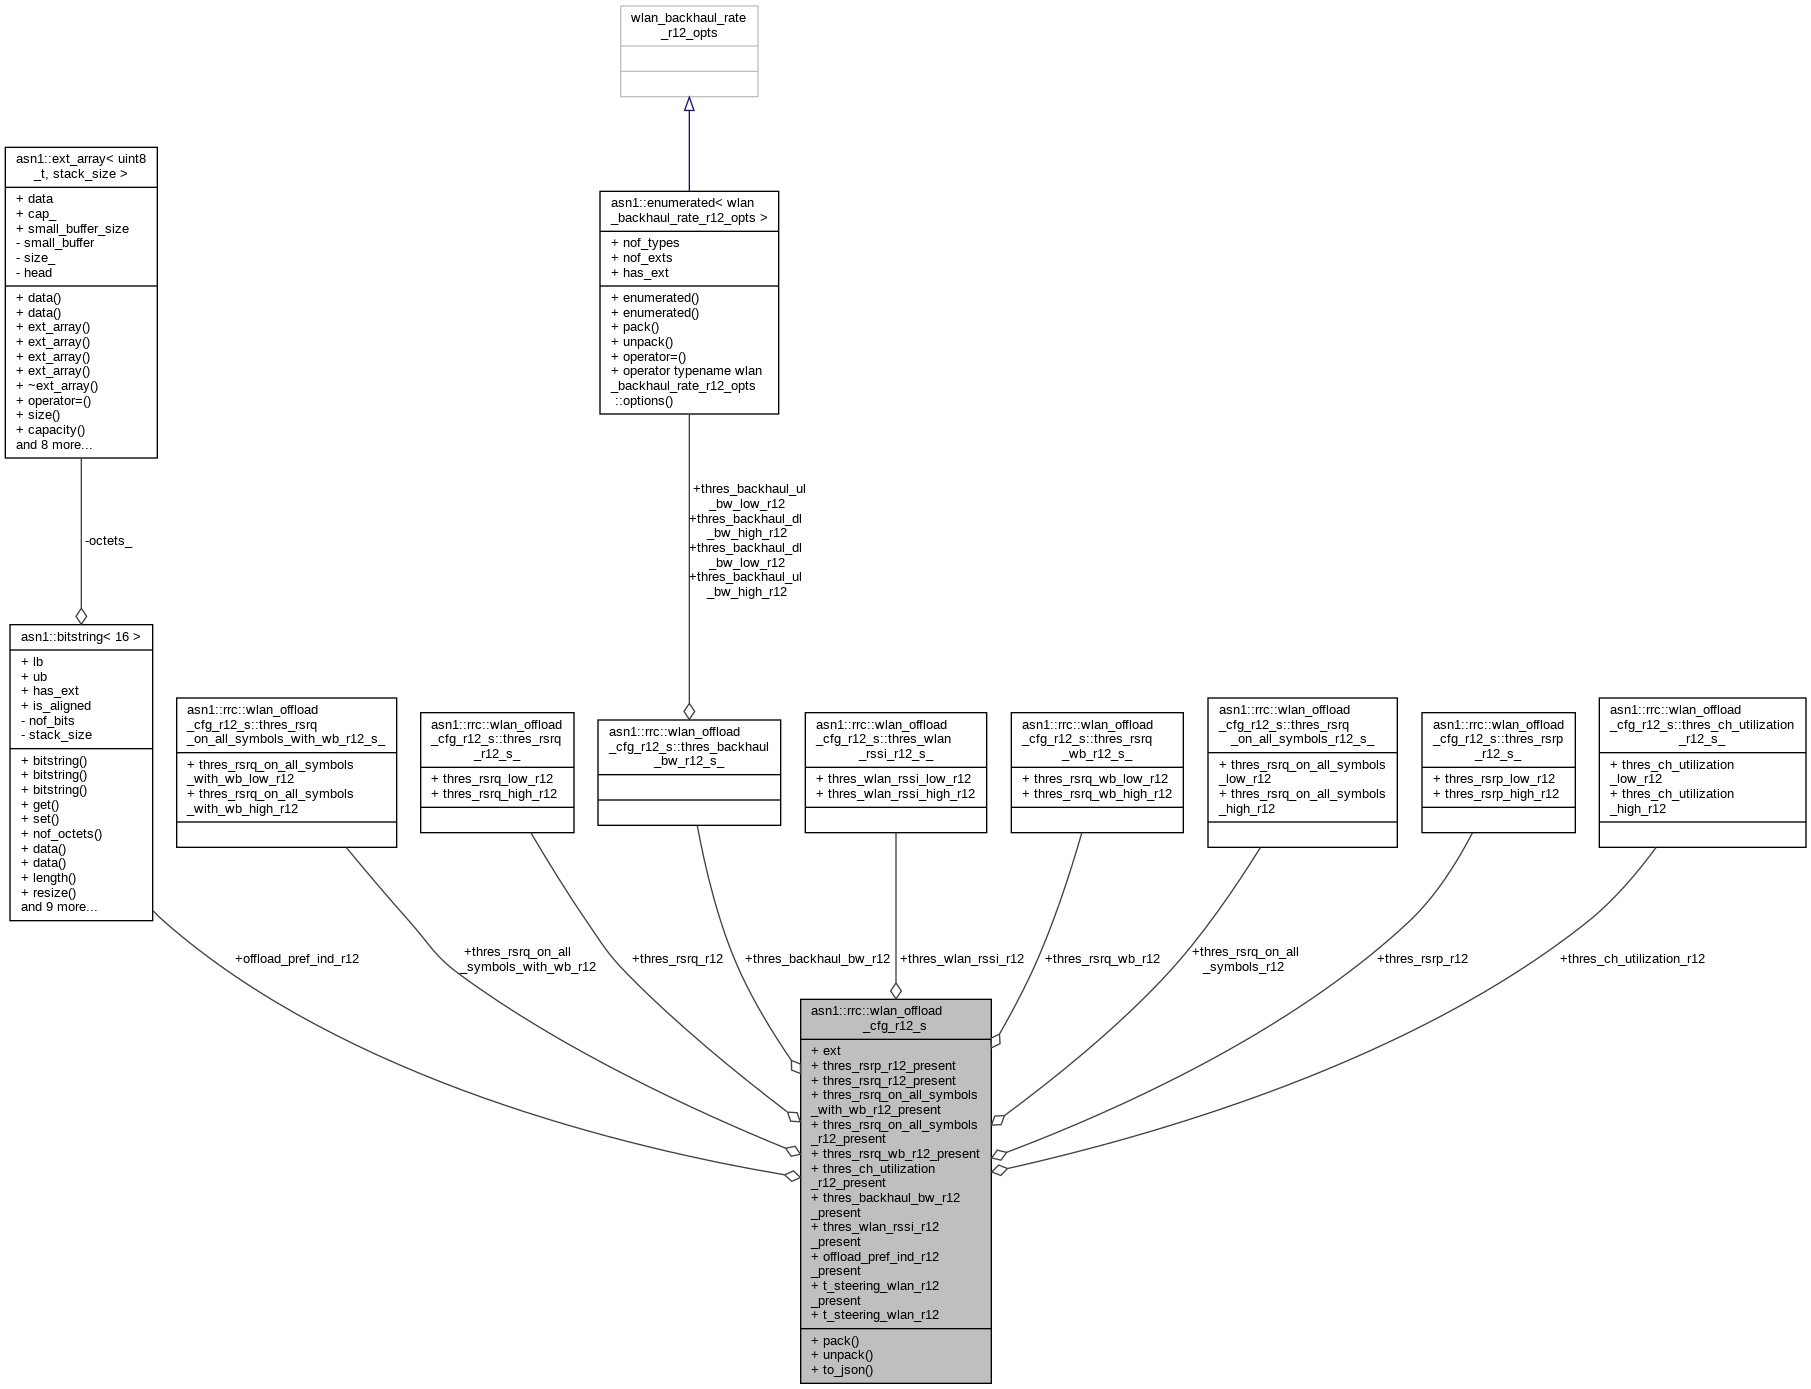 wlan_backhaul_rate
_r12_opts
asn1::ext_array< uint8
_t, stack_size >
+ data
+ cap_
+ small_buffer_size
- small_buffer
- size_
- head
+ data()
+ data()
+ ext_array()
+ ext_array()
+ ext_array()
+ ext_array()
+ ~ext_array()
+ operator=()
+ size()
+ capacity()
and 8 more...
asn1::enumerated< wlan
_backhaul_rate_r12_opts >
+ nof_types
+ nof_exts
+ has_ext
+ enumerated()
+ enumerated()
+ pack()
+ unpack()
+ operator=()
+ operator typename wlan
_backhaul_rate_r12_opts
::options()
-octets_
+thres_backhaul_ul
_bw_low_r12
+thres_backhaul_dl
_bw_high_r12
+thres_backhaul_dl
_bw_low_r12
+thres_backhaul_ul
_bw_high_r12
asn1::bitstring< 16 >
+ lb
+ ub
+ has_ext
+ is_aligned
- nof_bits
- stack_size
+ bitstring()
+ bitstring()
+ bitstring()
+ get()
+ set()
+ nof_octets()
+ data()
+ data()
+ length()
+ resize()
and 9 more...
asn1::rrc::wlan_offload
_cfg_r12_s::thres_rsrq
_on_all_symbols_with_wb_r12_s_
+ thres_rsrq_on_all_symbols
_with_wb_low_r12
+ thres_rsrq_on_all_symbols
_with_wb_high_r12
asn1::rrc::wlan_offload
_cfg_r12_s::thres_rsrq
_r12_s_
+ thres_rsrq_low_r12
+ thres_rsrq_high_r12
asn1::rrc::wlan_offload
_cfg_r12_s::thres_backhaul
_bw_r12_s_
asn1::rrc::wlan_offload
_cfg_r12_s::thres_wlan
_rssi_r12_s_
+ thres_wlan_rssi_low_r12
+ thres_wlan_rssi_high_r12
asn1::rrc::wlan_offload
_cfg_r12_s::thres_rsrq
_wb_r12_s_
+ thres_rsrq_wb_low_r12
+ thres_rsrq_wb_high_r12
asn1::rrc::wlan_offload
_cfg_r12_s::thres_rsrq
_on_all_symbols_r12_s_
+ thres_rsrq_on_all_symbols
_low_r12
+ thres_rsrq_on_all_symbols
_high_r12
asn1::rrc::wlan_offload
_cfg_r12_s::thres_rsrp
_r12_s_
+ thres_rsrp_low_r12
+ thres_rsrp_high_r12
asn1::rrc::wlan_offload
_cfg_r12_s::thres_ch_utilization
_r12_s_
+ thres_ch_utilization
_low_r12
+ thres_ch_utilization
_high_r12
+offload_pref_ind_r12
+thres_rsrq_on_all
_symbols_with_wb_r12
+thres_rsrq_r12
+thres_backhaul_bw_r12
+thres_wlan_rssi_r12
+thres_rsrq_wb_r12
+thres_rsrq_on_all
_symbols_r12
+thres_rsrp_r12
+thres_ch_utilization_r12
asn1::rrc::wlan_offload
_cfg_r12_s
+ ext
+ thres_rsrp_r12_present
+ thres_rsrq_r12_present
+ thres_rsrq_on_all_symbols
_with_wb_r12_present
+ thres_rsrq_on_all_symbols
_r12_present
+ thres_rsrq_wb_r12_present
+ thres_ch_utilization
_r12_present
+ thres_backhaul_bw_r12
_present
+ thres_wlan_rssi_r12
_present
+ offload_pref_ind_r12
_present
+ t_steering_wlan_r12
_present
+ t_steering_wlan_r12
+ pack()
+ unpack()
+ to_json()